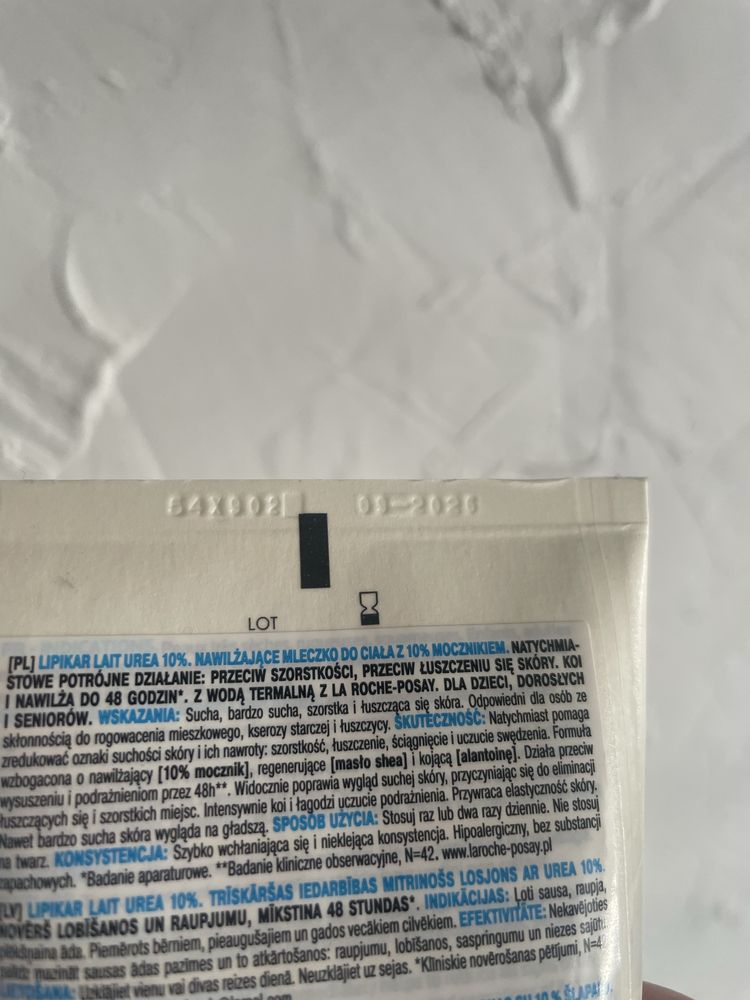 LOT
[PL] LIPIKAR LAIT UREA 10%. NAWILŻAJĄCE MLECZKO DO CIAŁA Z 10% MOCZNIKIEM. NATYCHMIA-
STOWE POTRÓJNE DZIAŁANIE: PRZECIW SZORSTKOŚCI, PRZECIW ŁUSZCZENIU SIĘ SKÓRY. KOI
I NAWILŻA DO 48 GODZIN*. Z WODĄ TERMALNĄ Z LA ROCHE-POSAY. DLA DZIECI, DOROSŁYCH
I SENIORÓW. WSKAZANIA: Sucha, bardzo sucha, szorstka i łuszcząca się skóra. Odpowiedni dla osób ze
skłonnością do rogowacenia mieszkowego, kserozy starczej i łuszczycy. SKUTECZNOŚĆ: Natychmiast pomaga
zredukować oznaki suchości skóry i ich nawroty: szorstkość, łuszczenie, ściągnięcie i uczucie swędzenia. Formuła
wzbogacona o nawilżający [10% mocznik], regenerujące [masło shea] i kojącą [alantoinę]. Działa przeciw
wysuszeniu i podrażnieniom przez 48h**. Widocznie poprawia wygląd suchej skóry, przyczyniając się do eliminacji
łuszczących się i szorstkich miejsc. Intensywnie koi i łagodzi uczucie podrażnienia. Przywraca elastyczność skóry.
Nawet bardzo sucha skóra wygląda na gładszą. SPOSÓB UŻYCIA: Stosuj raz lub dwa razy dziennie. Nie stosuj
na twarz. KONSYSTENCJA: Szybko wchłaniająca się i nieklejąca konsystencja. Hipoalergiczny, bez substancji
zapachowych. *Badanie aparaturowe. **Badanie kliniczne obserwacyjne, N=42. www.laroche-posay.pl
[LV] LIPIKAR LAIT UREA 10%. TRĪSKĀRŠAS IEDARBĪBAS MITRINOŠS LOSJONS AR UREA 10%.
NOVĒRŠ LOBĪŠANOS UN RAUPJUMU, MĪKSTINA 48 STUNDAS*. INDIKĀCIJAS: Ļoti sausa, raupja,
āda. Piemērots bērniem, pieaugušajiem un gados vecākiem cilvēkiem. EFEKTIVITĀTE: Nekavējoties
palīdz mazināt sausas ādas pazīmes un to atkārtošanos: raupjumu, lobīšanos, saspringumu un niezes sajūtu.
LIETOŠANA: Uzklājiet vienu vai divas reizes dienā. Neuzklājiet uz sejas. *Klīniskie novērošanas pētījumi, N=4